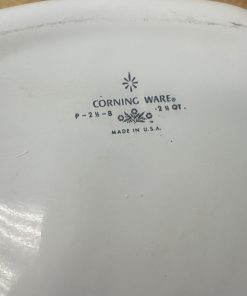 CORNING WARE®
P-2½-B 2½ QT.
MADE IN U.S.A.